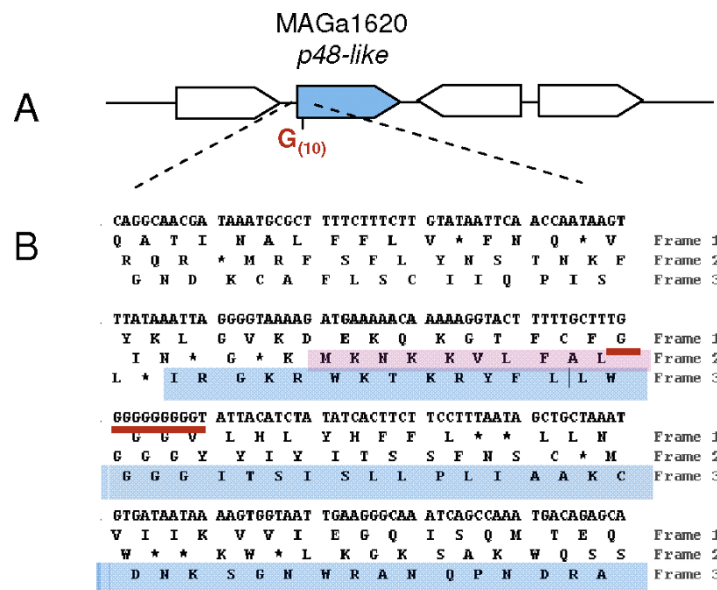 MAGa1620
p48-like
A
G(10)
B
CAGGCAACGA TAAATGCGCT TTTCTTTCTT GTATAATTCA ACCAATAAGT
Q A T I N A L F F L V * F N Q * V Frame 1
R Q R * M R F S F L Y N S T N K F Frame 2
G N D K C A F L S C I I Q P I S Frame 3
TTATAAATTA GGGGTAAAAG ATGAAAAACA AAAAGGTACT TTTTGCTTTG
Y K L G V K D E K Q K G T F C F G Frame 1
I N * G * K M K N K K V L F A L Frame 2
L * I R G K R W K T K R Y F L L W Frame 3
GGGGGGGGGT ATTACATCTA TATCACTTCT TCCTTTAATA GCTGCTAAAT
G G V L H L Y H F F L * * L L N Frame 1
G G G Y Y I Y I T S S F N S C * M Frame 2
G G G I T S I S L L P L I A A K C Frame 3
GTGATAATAA AAGTGGTAAT TGAAGGGCAA ATCAGCCAAA TGACAGAGCA
V I I K V V I E G Q I S Q M T E Q Frame 1
W * * K W * L K G K S A K W Q S S Frame 2
D N K S G N W R A N Q P N D R A Frame 3